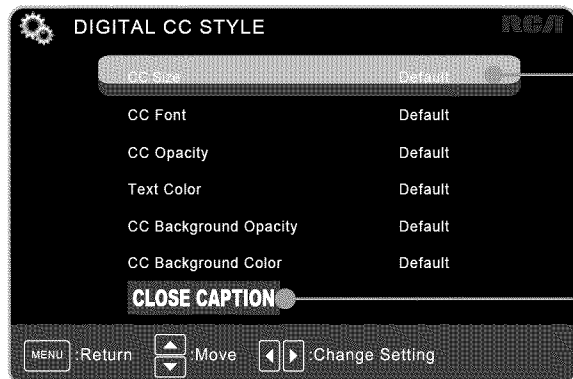 DIGITAL CC STYLE RCA
CC Size Default
CC Font Default
CC Opacity Default
Text Color Default
CC Background Opacity Default
CC Background Color Default
CLOSE CAPTION
MENU :Return :Move :Change Setting